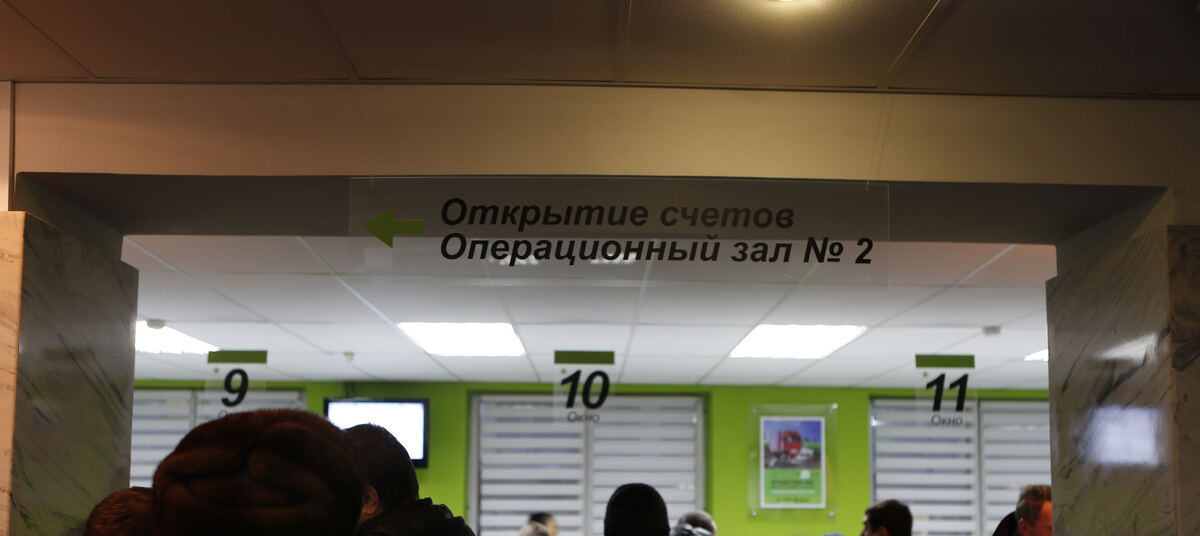 Открытие счетов
Операционный зал № 2
9
10
Окно
11
Окно